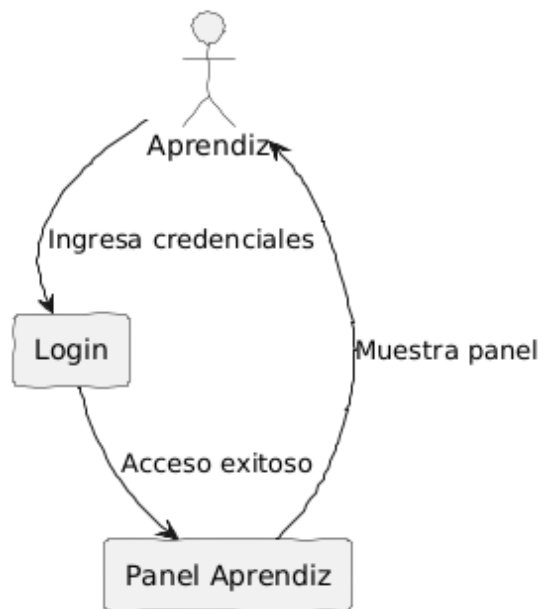 Aprendiz
Ingresa credenciales
Login
Muestra panel
Acceso exitoso
Panel Aprendiz